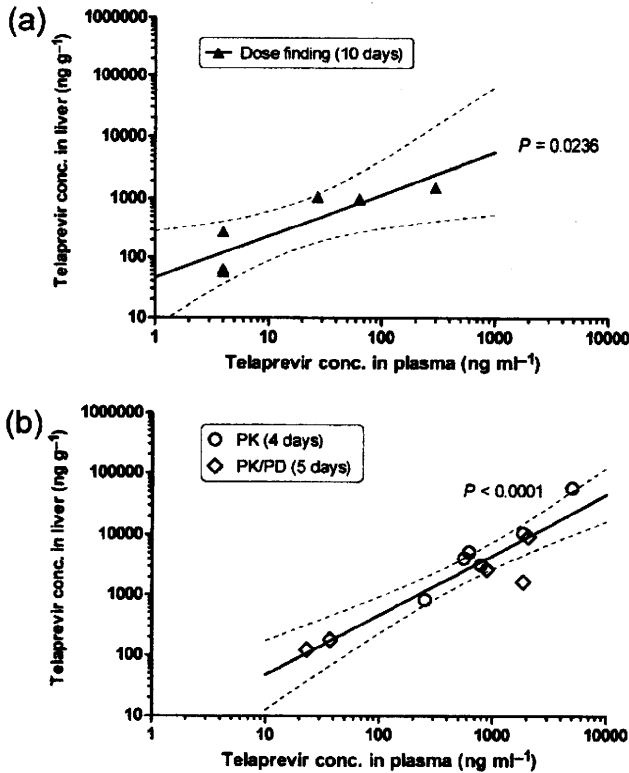 (a)
1000000
100000
10000
1000
100
10
Telaprevir conc. in liver (ng g⁻¹)
Dose finding (10 days)
P = 0.0236
1
10
100
1000
10000
Telaprevir conc. in plasma (ng ml⁻¹)
(b)
1000000
100000
10000
1000
100
10
Telaprevir conc. in liver (ng g⁻¹)
PK (4 days)
PK/PD (5 days)
P < 0.0001
1
10
100
1000
10000
Telaprevir conc. in plasma (ng ml⁻¹)